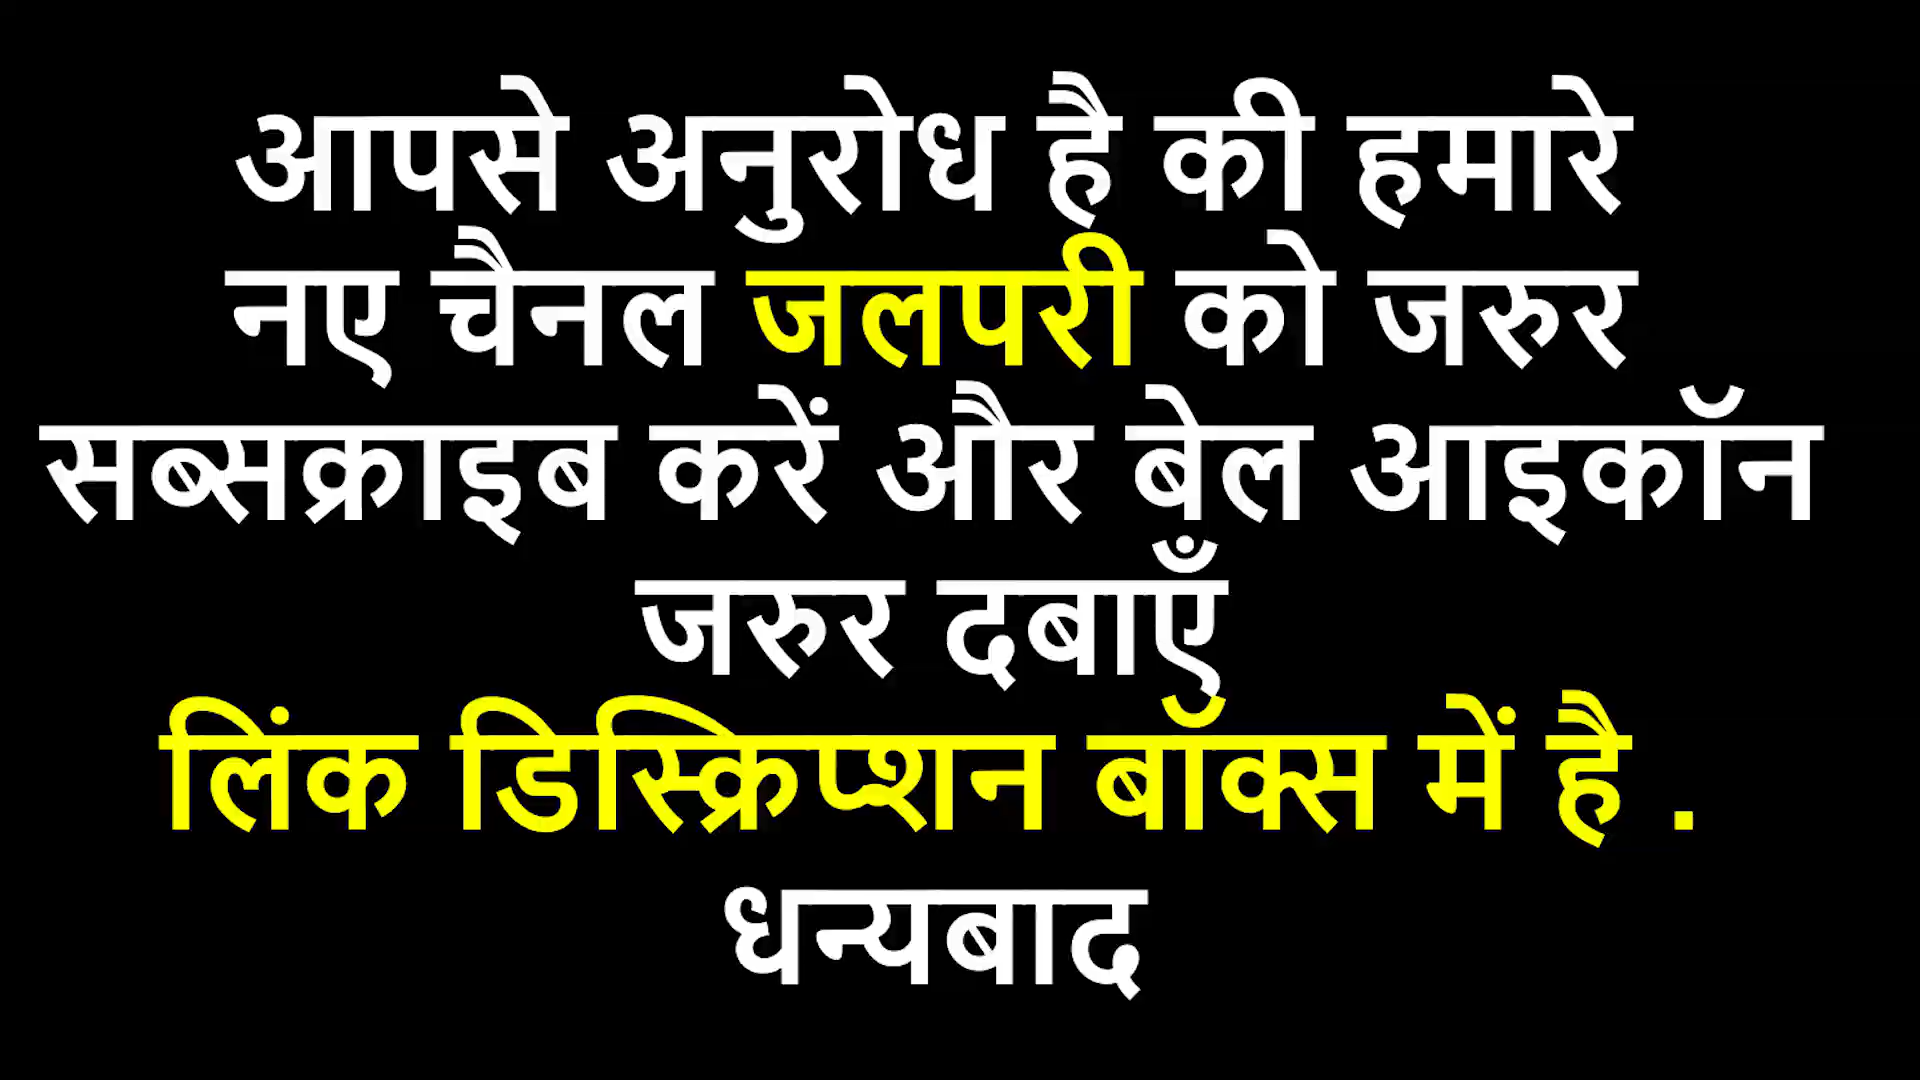 आपसे अनुरोध है की हमारे
नए चैनल जलपरी को जरुर
सब्सक्राइब करें और बेल आइकॉन
जरुर दबाएँ
लिंक डिस्क्रिप्शन बॉक्स में है .
धन्यबाद